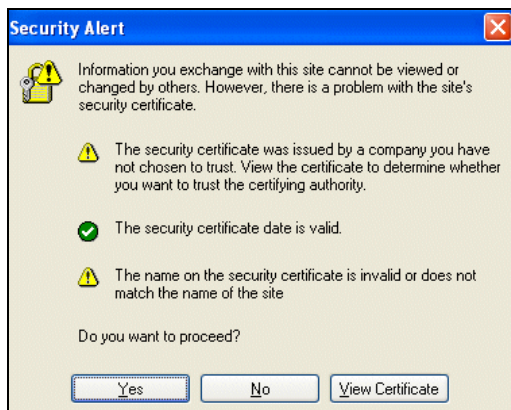 Security Alert
Information you exchange with this site cannot be viewed or
changed by others. However, there is a problem with the site's
security certificate.
The security certificate was issued by a company you have
not chosen to trust. View the certificate to determine whether
you want to trust the certifying authority.
The security certificate date is valid.
The name on the security certificate is invalid or does not
match the name of the site
Do you want to proceed?
Yes
No
View Certificate